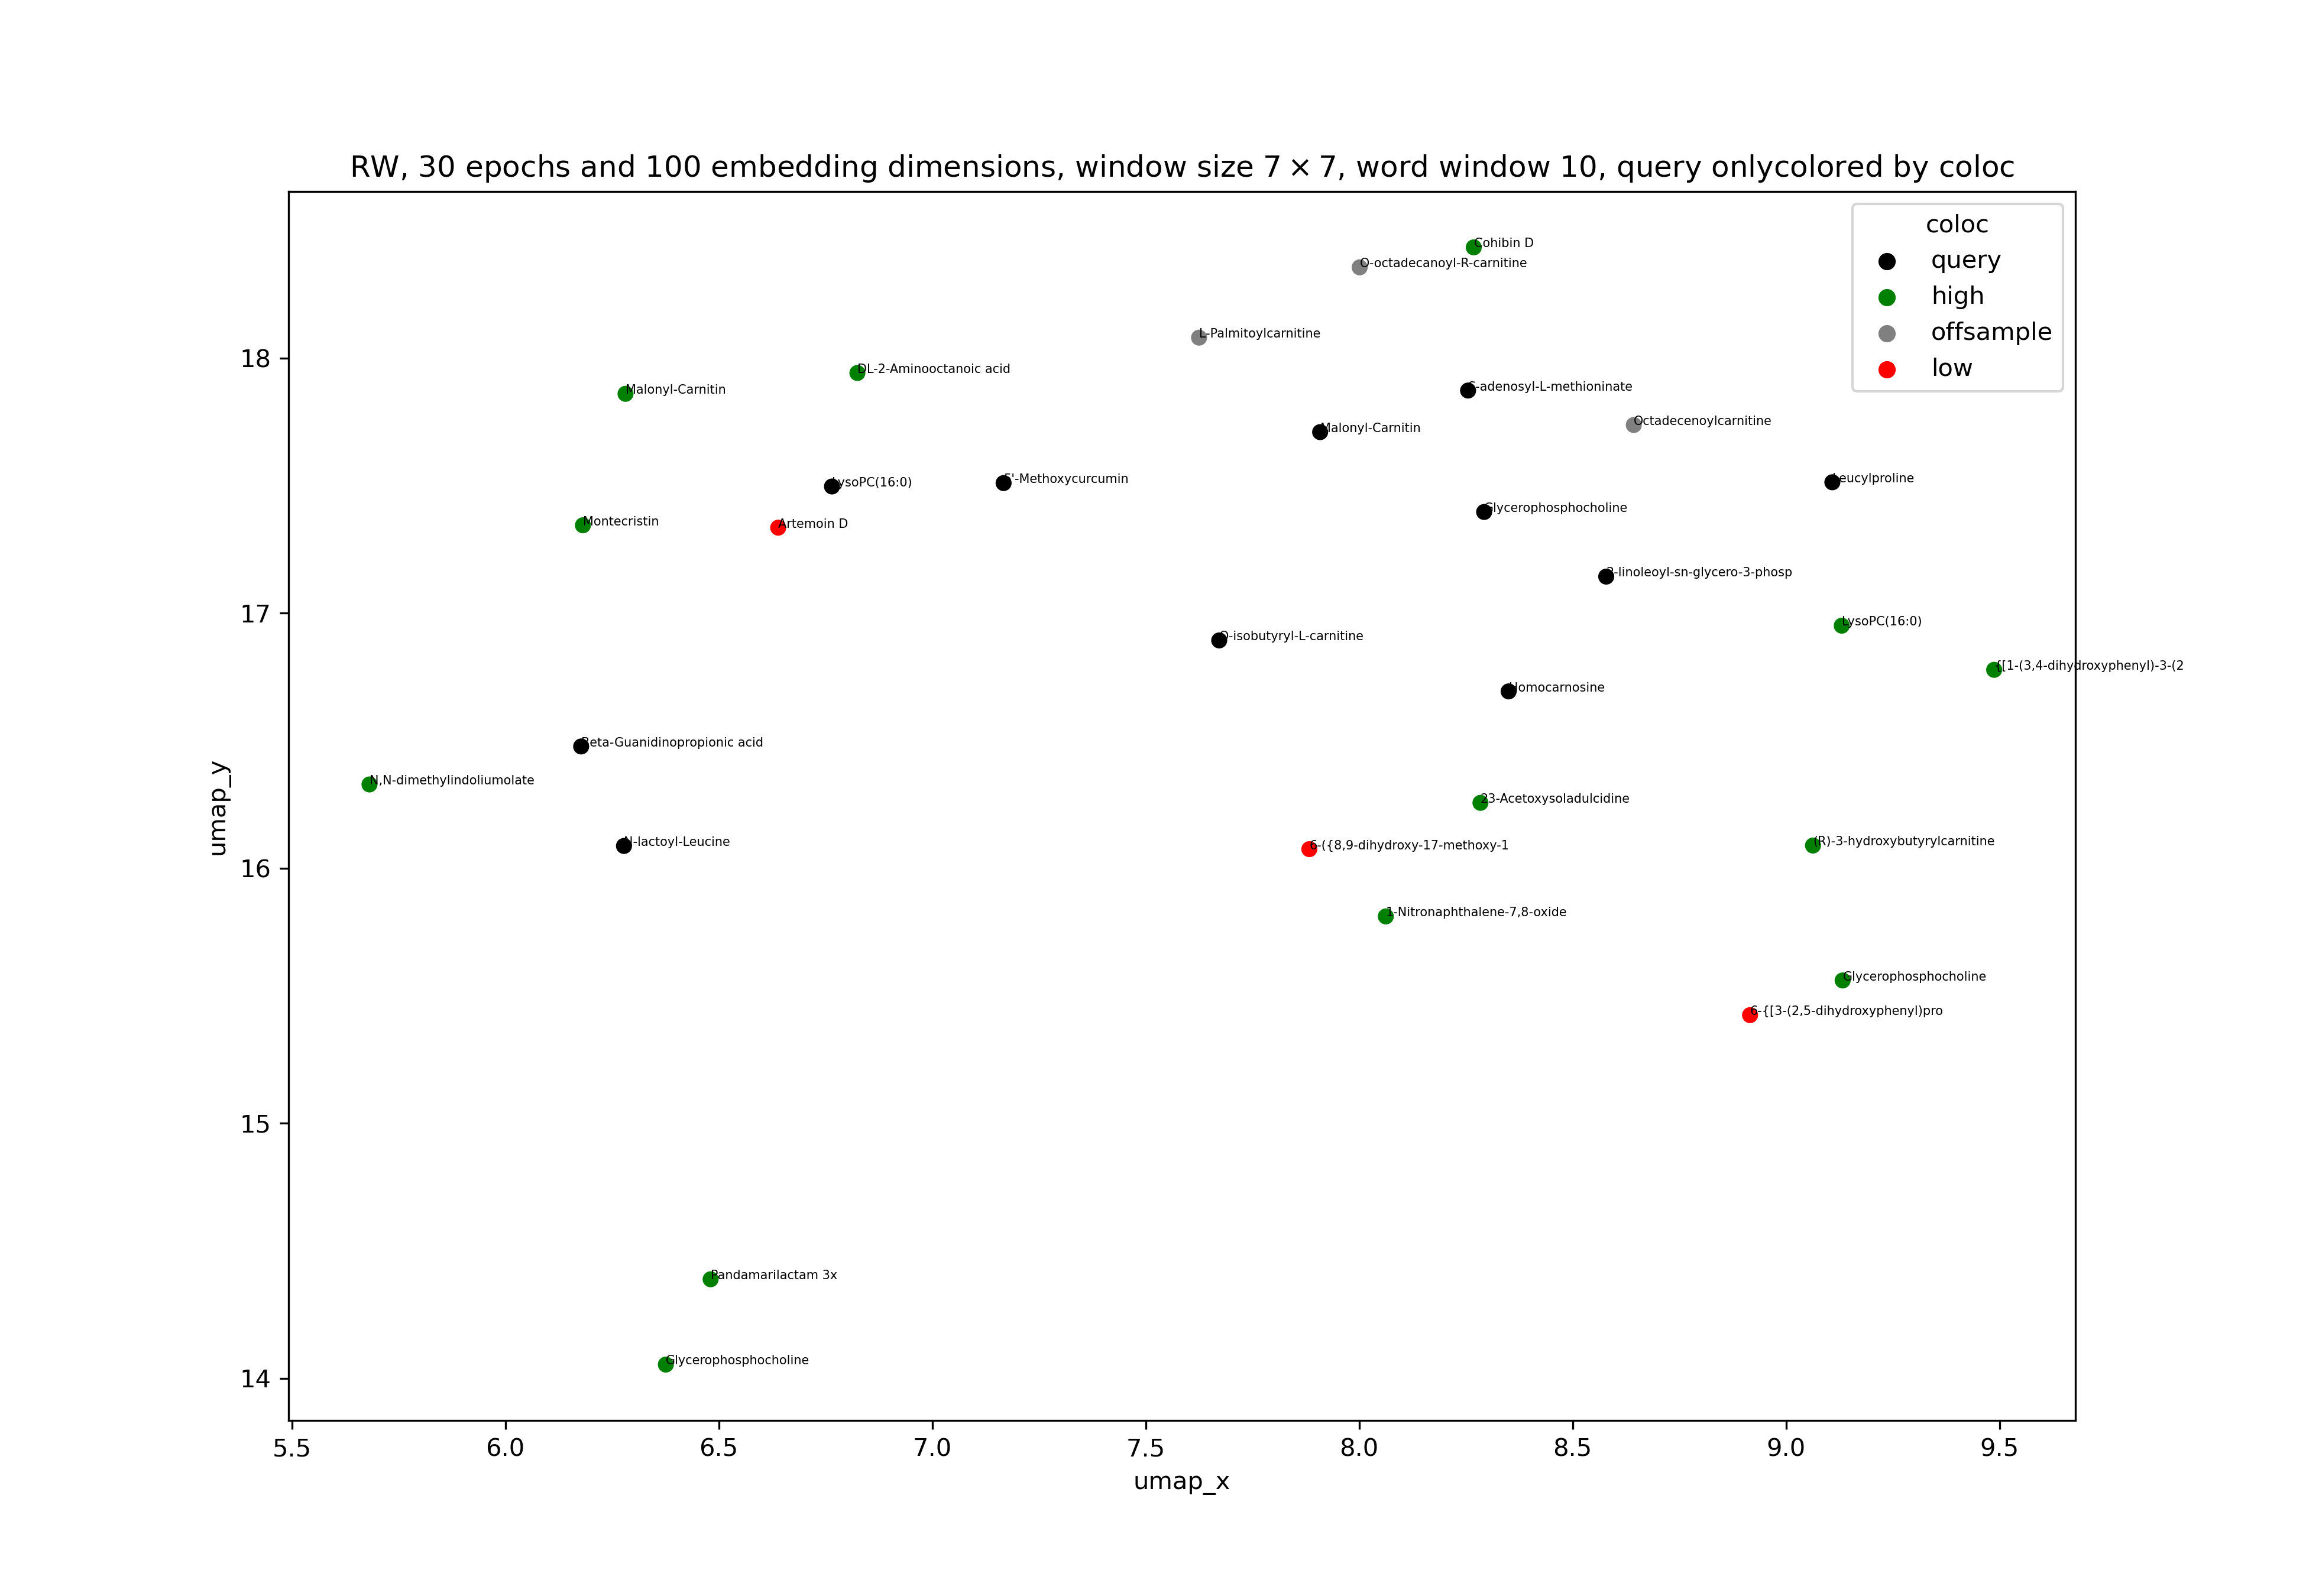 RW, 30 epochs and 100 embedding dimensions, window size 7 × 7, word window 10, query onlycolored by coloc
coloc
query
high
offsample
low
Cohibin D
O-octadecanoyl-R-carnitine
L-Palmitoylcarnitine
DL-2-Aminooctanoic acid
Malonyl-Carnitin
S-adenosyl-L-methioninate
Octadecenoylcarnitine
Malonyl-Carnitin
LysoPC(16:0)
5'-Methoxycurcumin
Leucylproline
Glycerophosphocholine
Montecristin
Artemoin D
2-linoleoyl-sn-glycero-3-phosp
LysoPC(16:0)
O-isobutyryl-L-carnitine
{[1-(3,4-dihydroxyphenyl)-3-(2
Homocarnosine
Beta-Guanidinopropionic acid
N,N-dimethylindoliumolate
23-Acetoxysoladulcidine
N-lactoyl-Leucine
6-({8,9-dihydroxy-17-methoxy-1
(R)-3-hydroxybutyrylcarnitine
1-Nitronaphthalene-7,8-oxide
Glycerophosphocholine
6-{[3-(2,5-dihydroxyphenyl)pro
Pandamarilactam 3x
Glycerophosphocholine
18
17
16
15
14
umap_y
5.5 6.0 6.5 7.0 7.5 8.0 8.5 9.0 9.5
umap_x